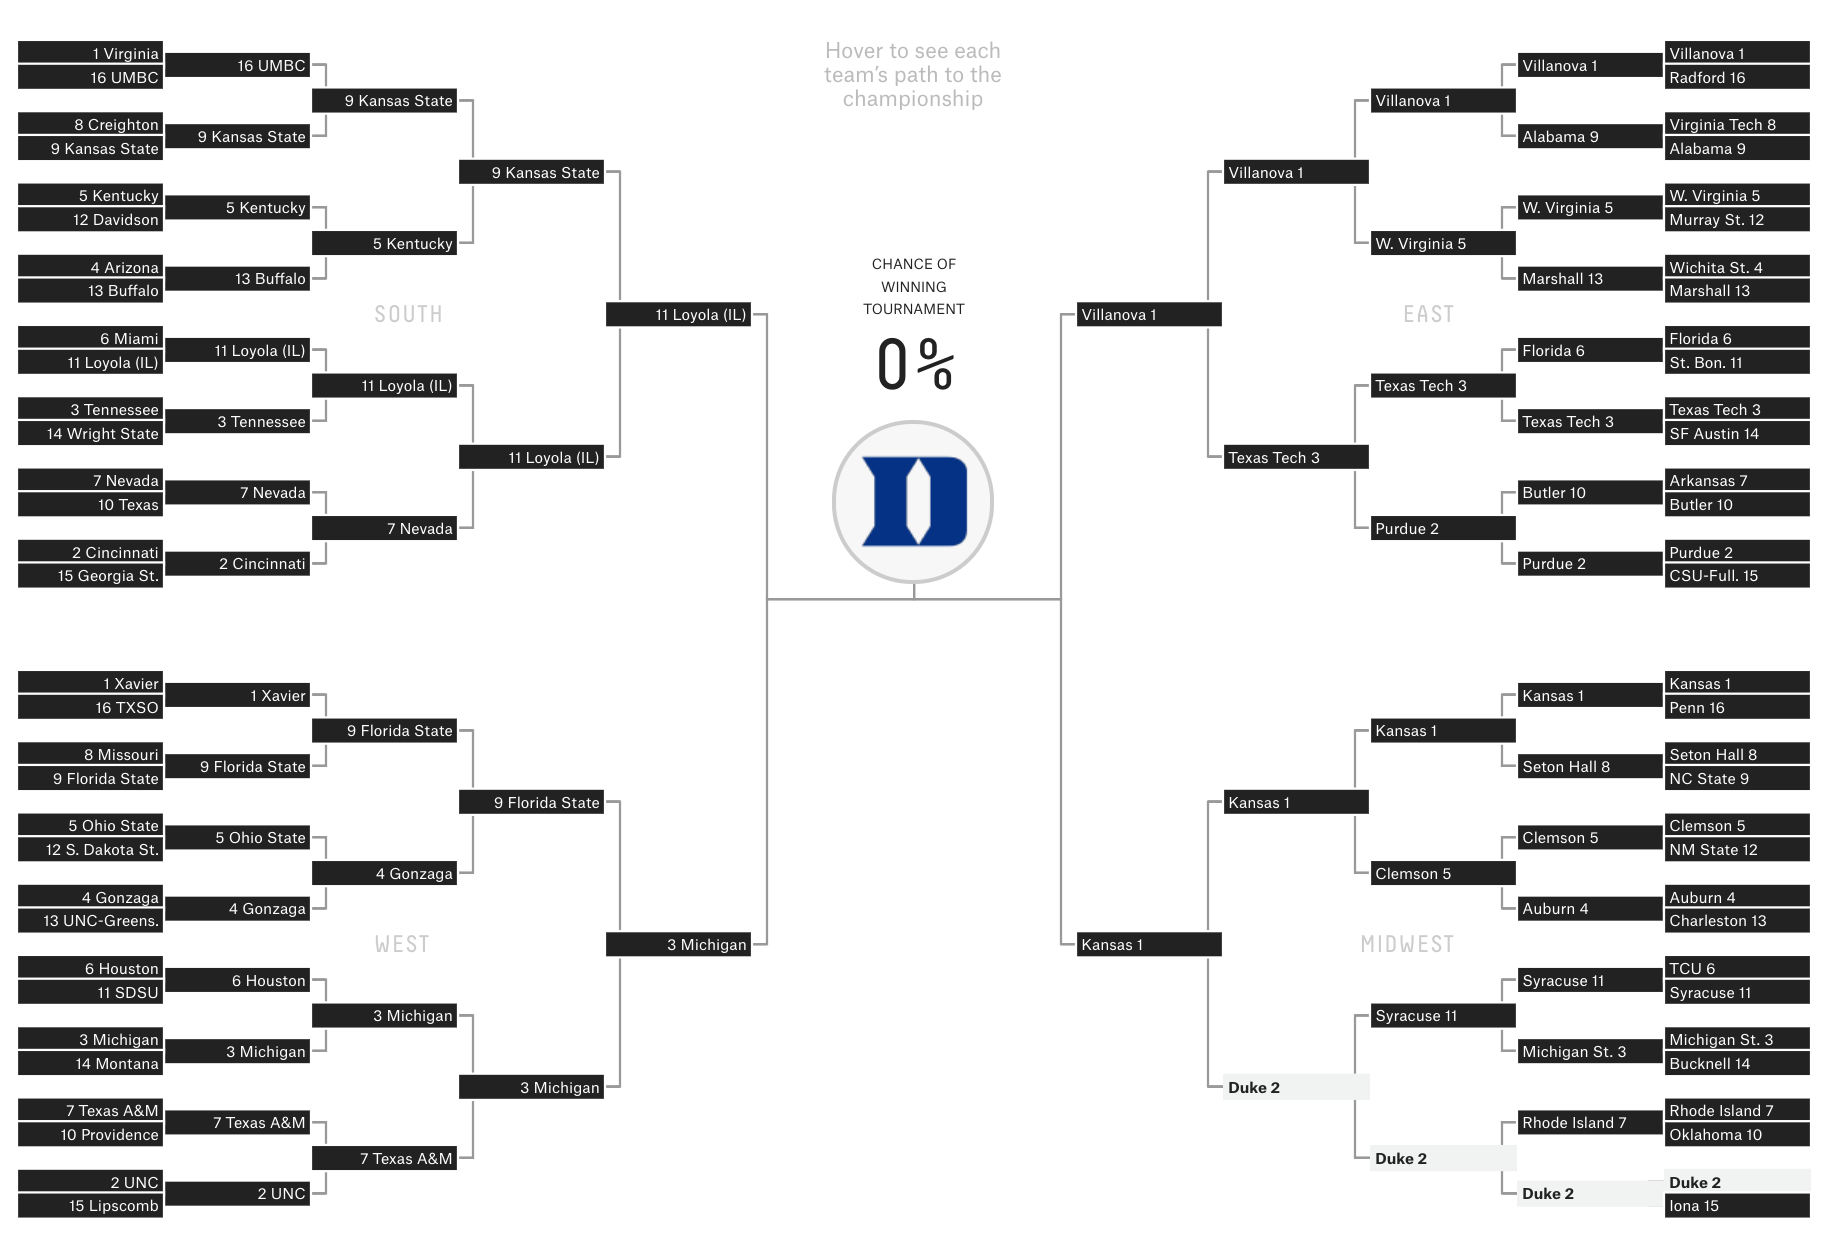 Hover to see each
team's path to the
championship
1 Virginia
16 UMBC
8 Creighton
9 Kansas State
5 Kentucky
12 Davidson
4 Arizona
13 Buffalo
6 Miami
11 Loyola (IL)
3 Tennessee
14 Wright State
7 Nevada
10 Texas
2 Cincinnati
15 Georgia St.
16 UMBC
9 Kansas State
5 Kentucky
13 Buffalo
11 Loyola (IL)
3 Tennessee
7 Nevada
2 Cincinnati
9 Kansas State
5 Kentucky
11 Loyola (IL)
7 Nevada
9 Kansas State
11 Loyola (IL)
11 Loyola (IL)
SOUTH
1 Xavier
16 TXSO
8 Missouri
9 Florida State
5 Ohio State
12 S. Dakota St.
4 Gonzaga
13 UNC-Greens.
6 Houston
11 SDSU
3 Michigan
14 Montana
7 Texas A&M
10 Providence
2 UNC
15 Lipscomb
1 Xavier
9 Florida State
5 Ohio State
4 Gonzaga
6 Houston
3 Michigan
7 Texas A&M
2 UNC
9 Florida State
4 Gonzaga
3 Michigan
7 Texas A&M
9 Florida State
3 Michigan
3 Michigan
WEST
CHANCE OF
WINNING
TOURNAMENT
0%
D
Villanova 1
Villanova 1
Texas Tech 3
Villanova 1
W. Virginia 5
Texas Tech 3
Purdue 2
Villanova 1
Alabama 9
W. Virginia 5
Marshall 13
Florida 6
Texas Tech 3
Butler 10
Purdue 2
Villanova 1
Radford 16
Virginia Tech 8
Alabama 9
W. Virginia 5
Murray St. 12
Wichita St. 4
Marshall 13
Florida 6
St. Bon. 11
Texas Tech 3
SF Austin 14
Arkansas 7
Butler 10
Purdue 2
CSU-Full. 15
EAST
Kansas 1
Kansas 1
Duke 2
Kansas 1
Clemson 5
Syracuse 11
Duke 2
Kansas 1
Seton Hall 8
Clemson 5
Auburn 4
Syracuse 11
Michigan St. 3
Rhode Island 7
Duke 2
Kansas 1
Penn 16
Seton Hall 8
NC State 9
Clemson 5
NM State 12
Auburn 4
Charleston 13
TCU 6
Syracuse 11
Michigan St. 3
Bucknell 14
Rhode Island 7
Oklahoma 10
Duke 2
Iona 15
MIDWEST